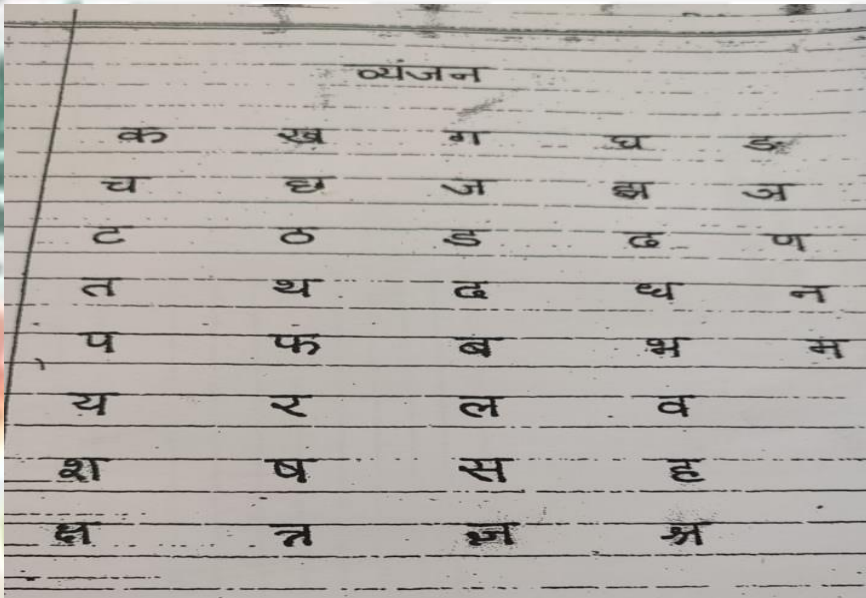 व्यंजन
क ख ग घ ङ
च छ ज झ ञ
ट ठ ड ढ ण
त थ द ध न
प फ ब भ म
य र ल व
श ष स ह
क्ष त्र ज्ञ श्र